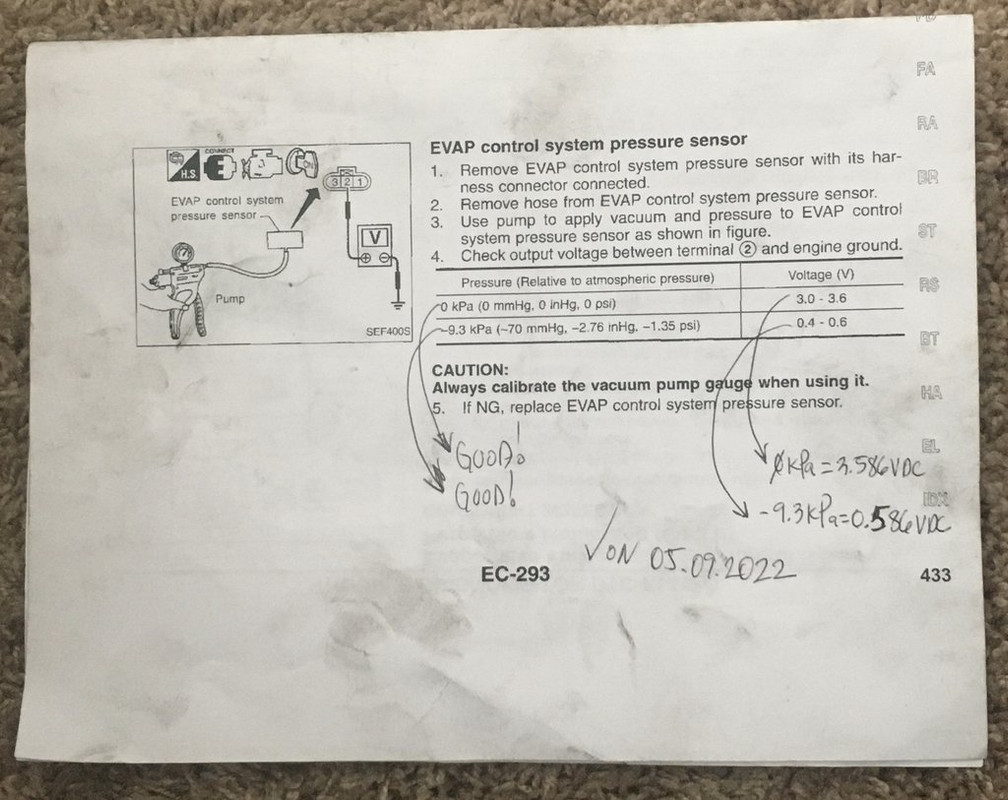 FA
RA
BR
ST
RS
BT
HA
EL
IDX
CONNECT
H.S.
EVAP control system
pressure sensor
3 2 1
V
⊕ ⊖
Pump
SEF400S
EVAP control system pressure sensor
1. Remove EVAP control system pressure sensor with its har-
ness connector connected.
2. Remove hose from EVAP control system pressure sensor.
3. Use pump to apply vacuum and pressure to EVAP control
system pressure sensor as shown in figure.
4. Check output voltage between terminal ② and engine ground.
Pressure (Relative to atmospheric pressure) Voltage (V)
0 kPa (0 mmHg, 0 inHg, 0 psi) 3.0 - 3.6
-9.3 kPa (-70 mmHg, -2.76 inHg, -1.35 psi) 0.4 - 0.6
CAUTION:
Always calibrate the vacuum pump gauge when using it.
5. If NG, replace EVAP control system pressure sensor.
GOOD!
GOOD!
0kPa = 3.586VDC
-9.3kPa=0.586VDC
√ ON 05.09.2022
EC-293
433